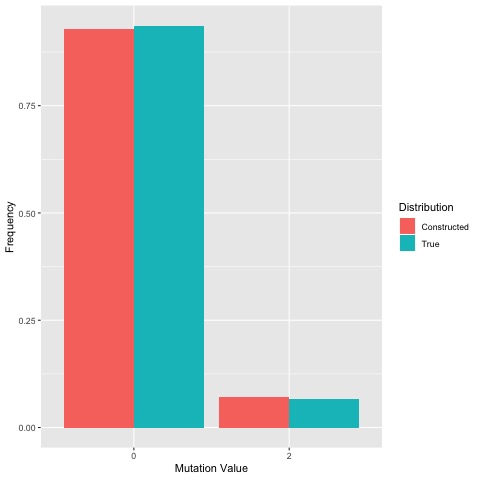 0.75
0.50
0.25
0.00
Frequency
0 2
Mutation Value
Distribution
Constructed
True